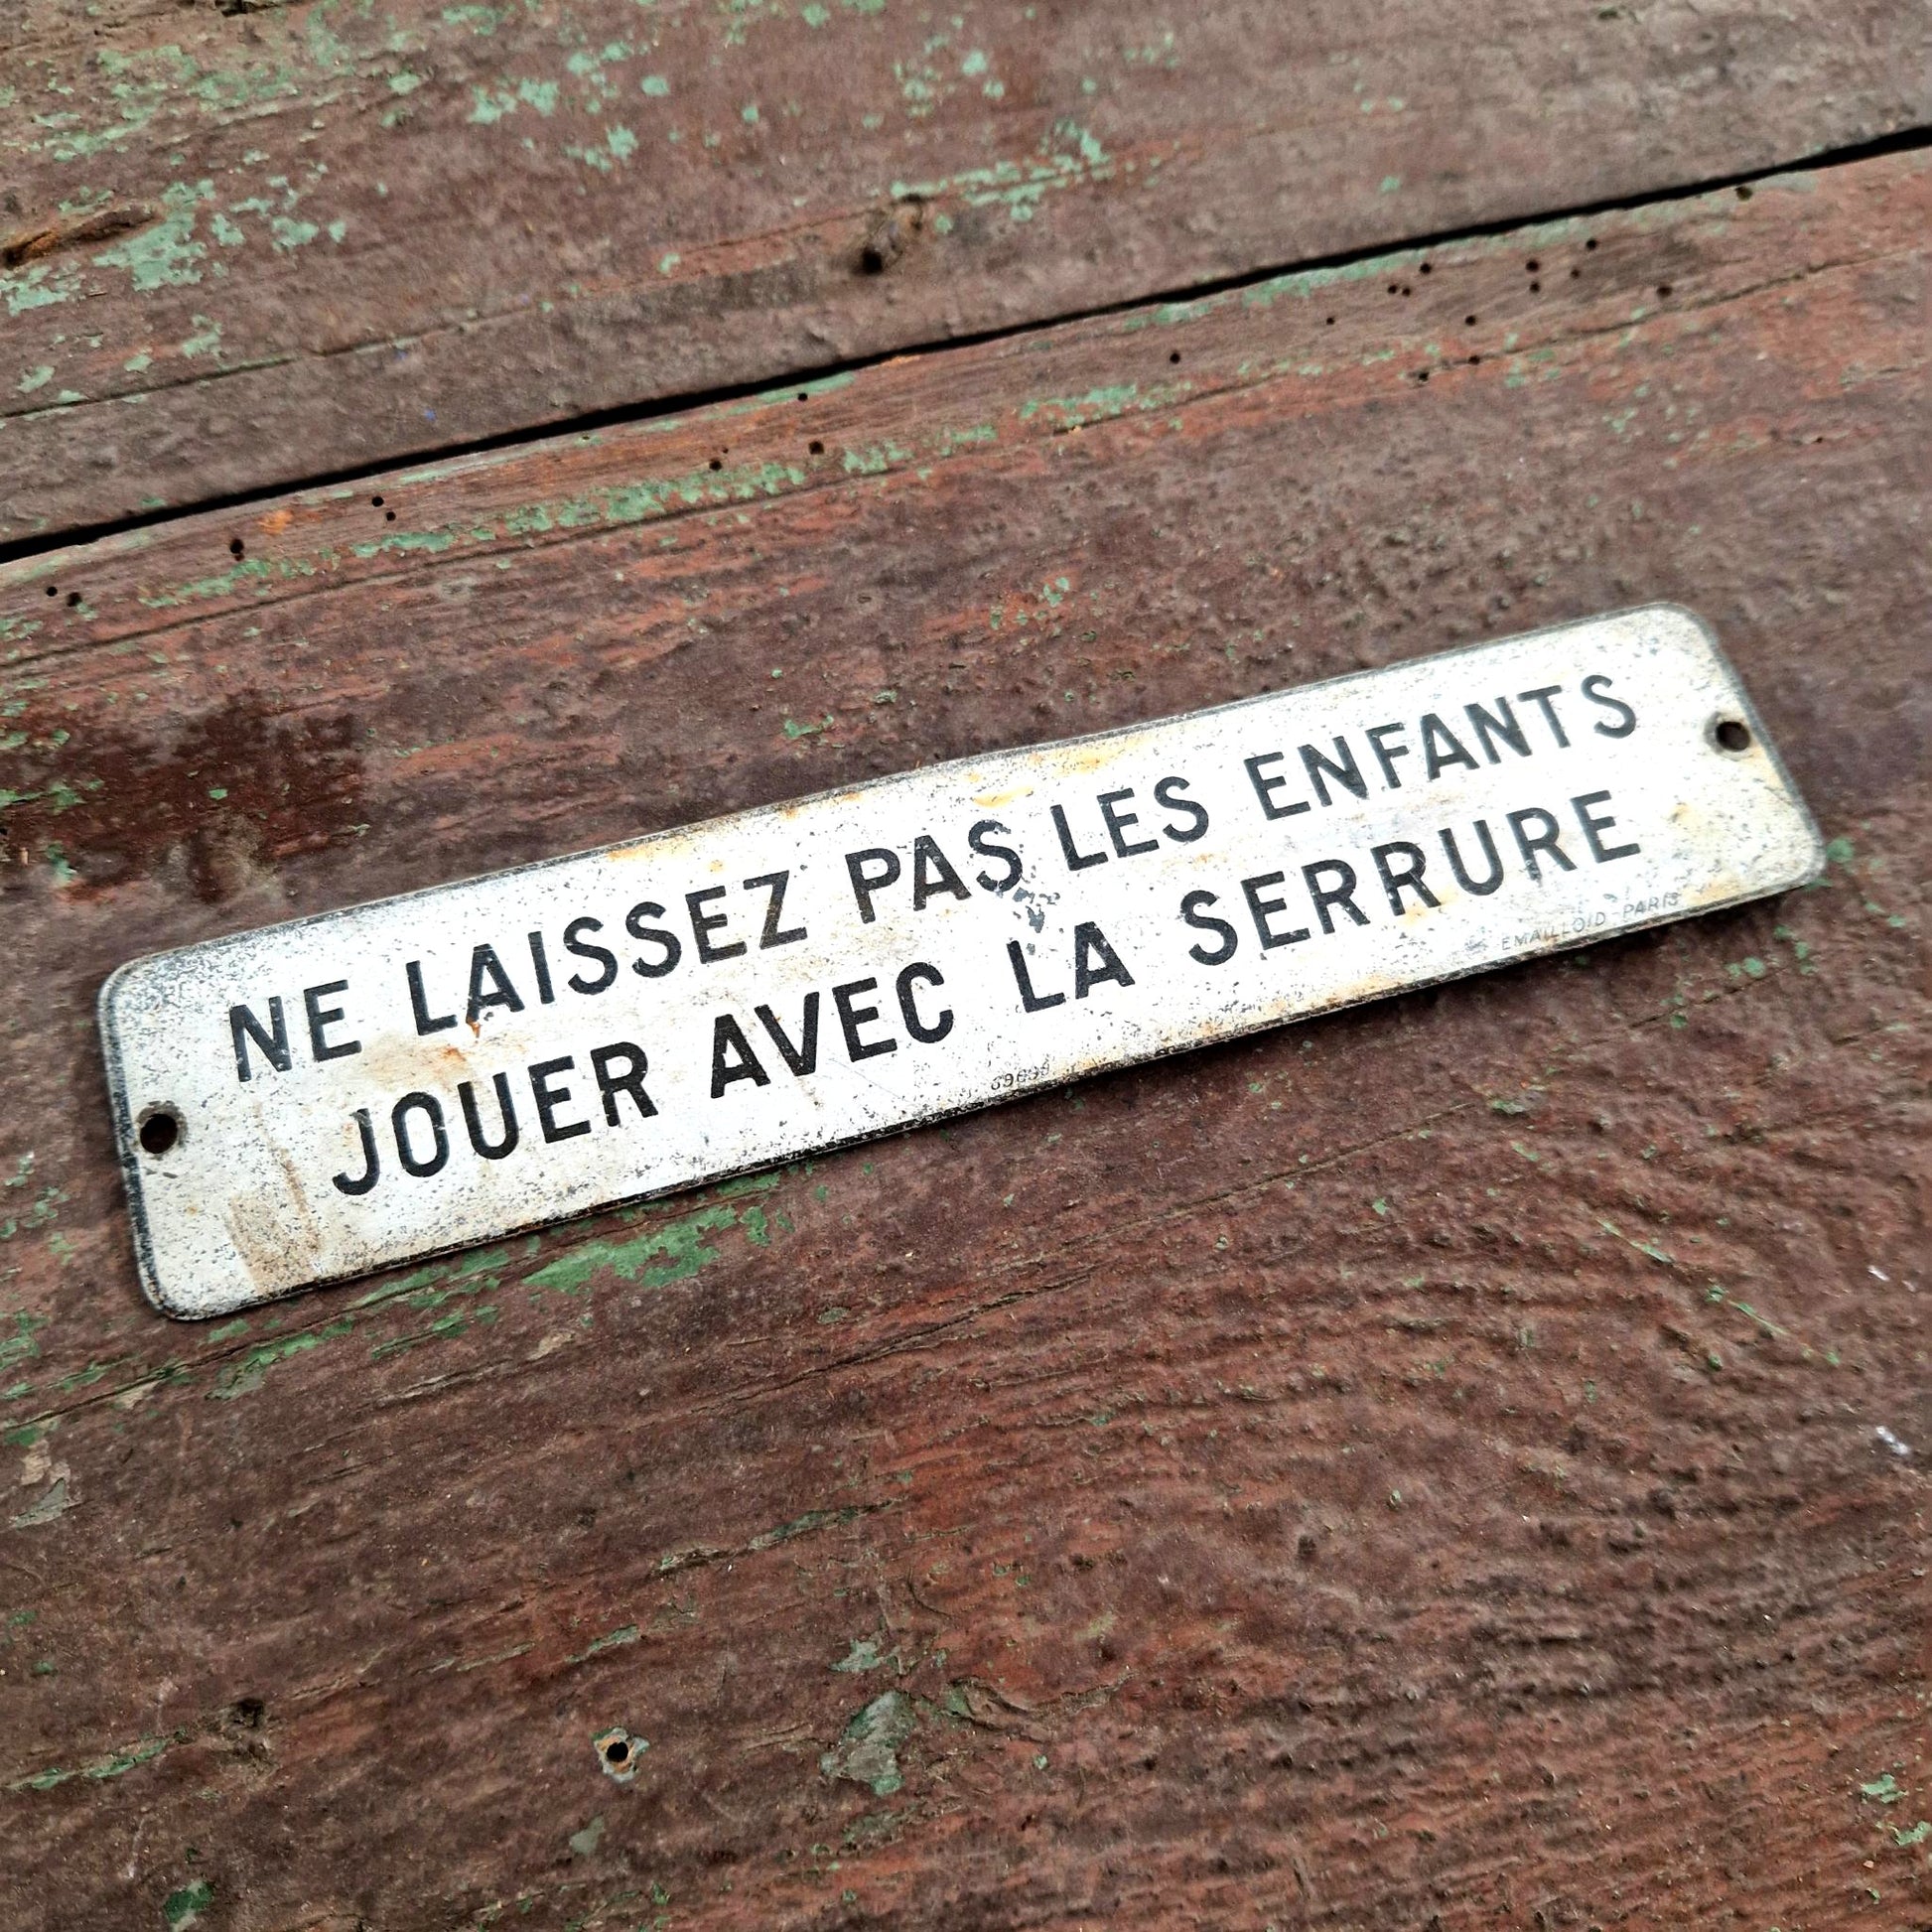 NE LAISSEZ PAS LES ENFANTS
JOUER AVEC LA SERRURE
EMAILLOID PARIS